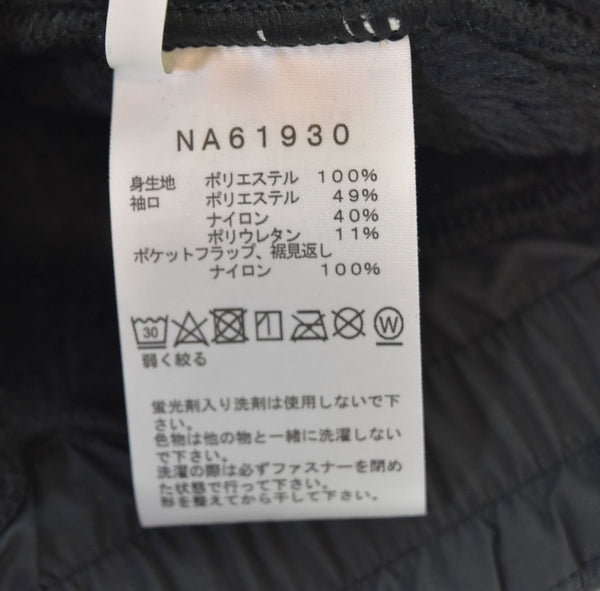 NA61930
身生地 ポリエステル 100%
袖口 ポリエステル 49%
ナイロン 40%
ポリウレタン 11%
ポケットフラップ、裾見返し
ナイロン 100%
30 W
弱く絞る
蛍光剤入り洗剤は使用しないで下
さい。
色物は他の物と一緒に洗濯しない
で下さい。
洗濯の際は必ずファスナーを閉め
た状態で行って下さい。
形を整えてから干して下さい。